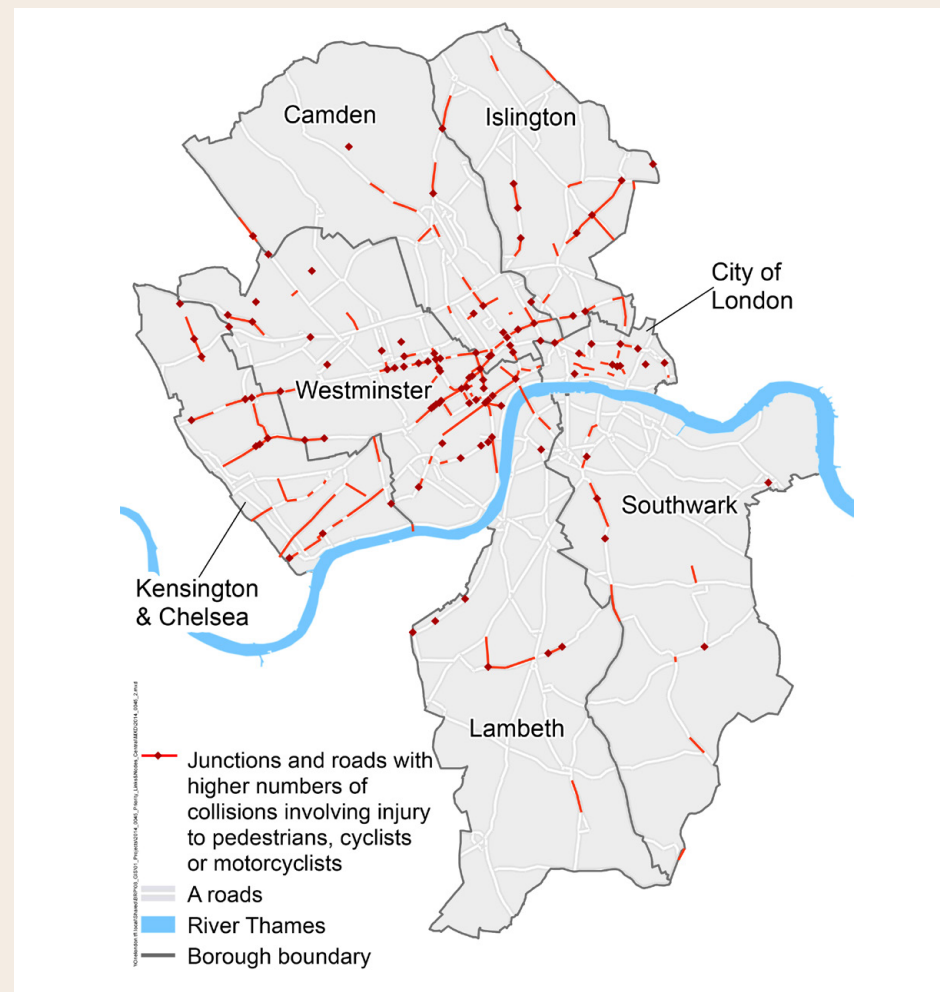 Camden
Islington
City of
London
Westminster
Southwark
Kensington
& Chelsea
Lambeth
Junctions and roads with
higher numbers of
collisions involving injury
to pedestrians, cyclists
or motorcyclists
A roads
River Thames
Borough boundary